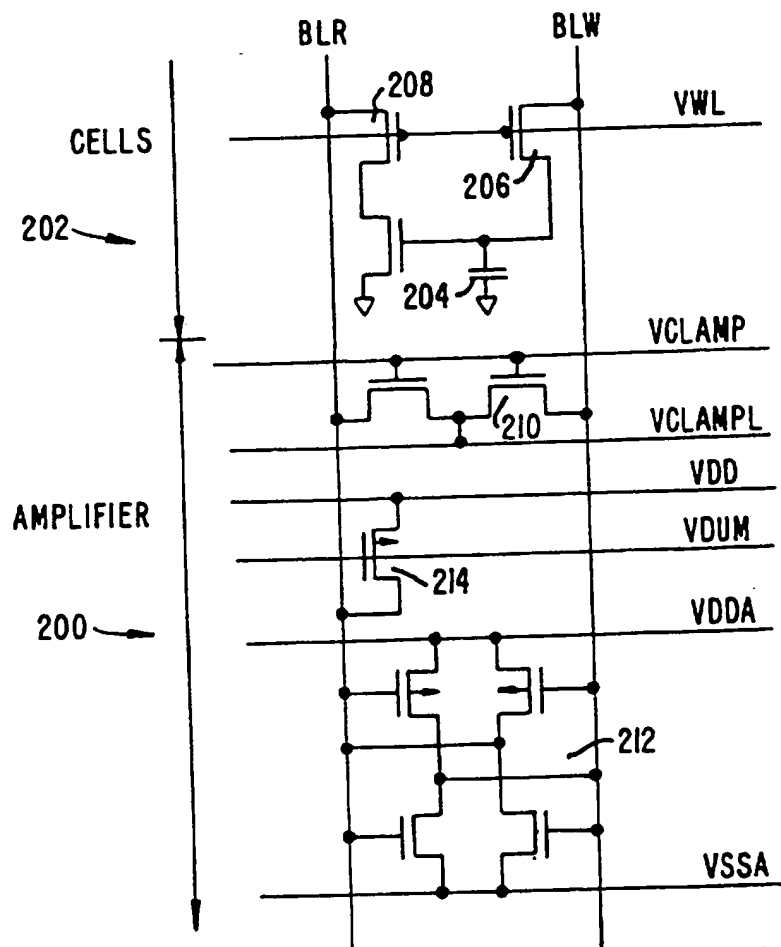 BLR
BLW
208
VWL
CELLS
206
202
204
VCLAMP
210
VCLAMPL
VDD
AMPLIFIER
VDUM
214
VDDA
200
212
VSSA